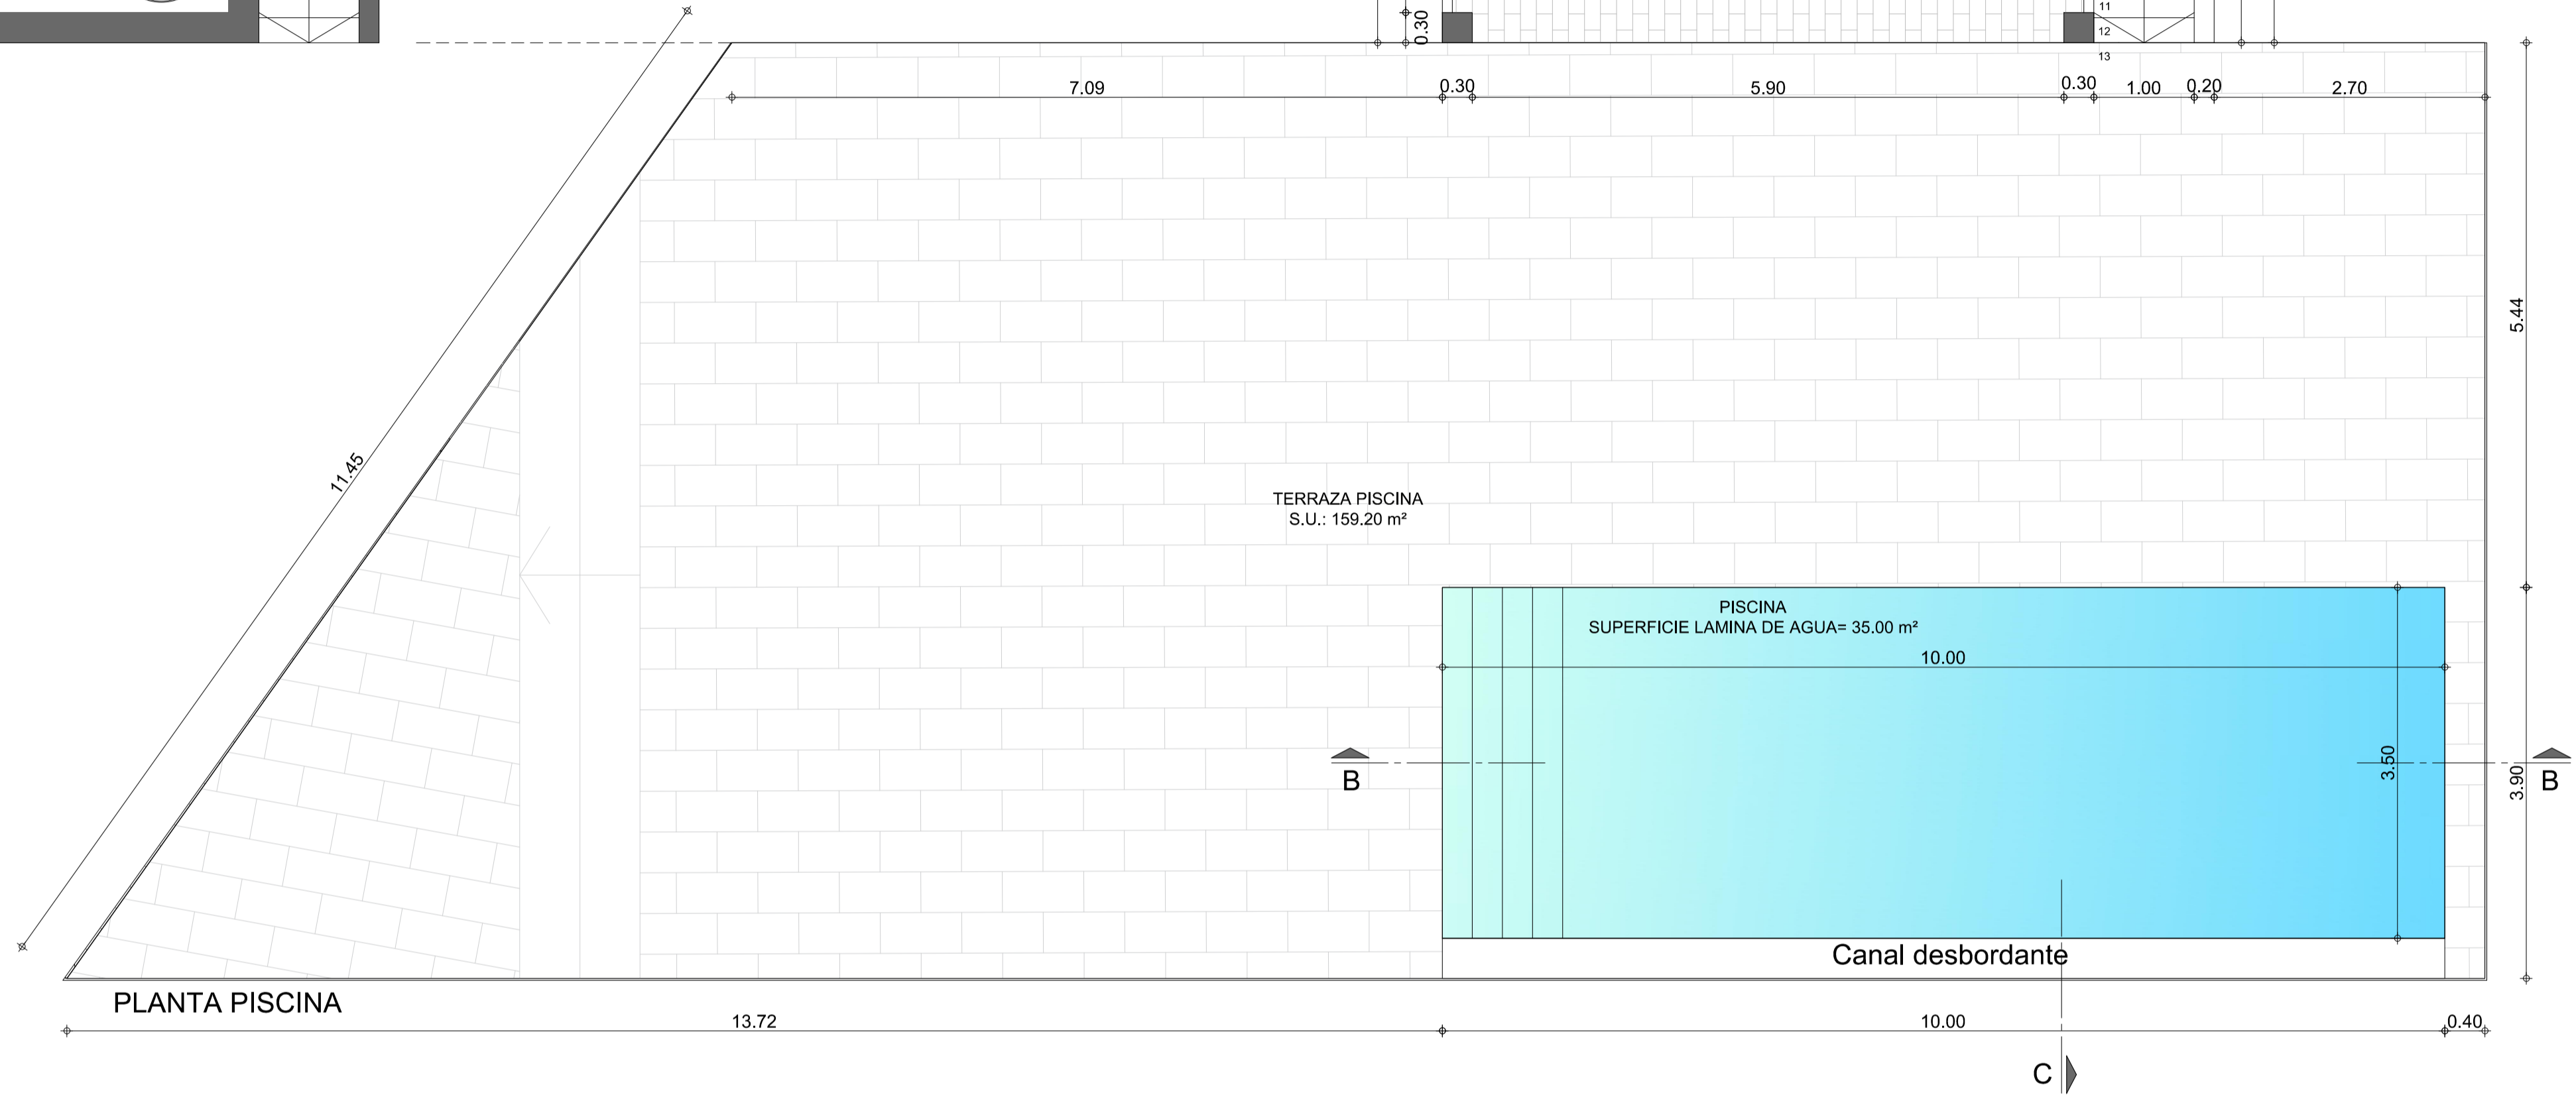 11
0.30
12
13
7.09
0.30
5.90
0.30
1.00
0.20
2.70
5.44
11.45
TERRAZA PISCINA
S.U.: 159.20 m²
PISCINA
SUPERFICIE LAMINA DE AGUA= 35.00 m²
10.00
3.50
B
B
3.90
Canal desbordante
PLANTA PISCINA
13.72
10.00
0.40
C